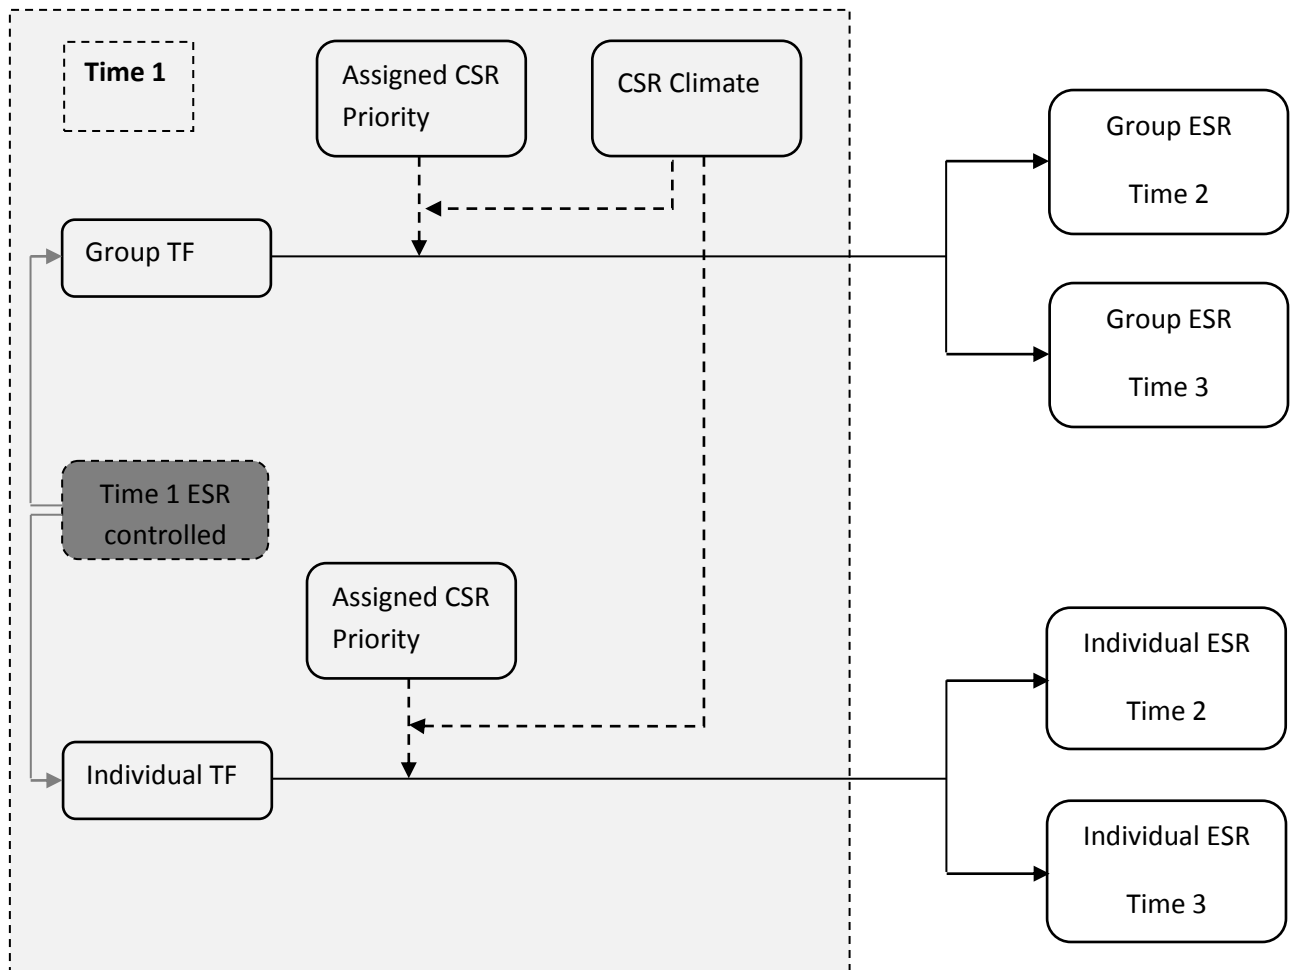 Time 1
Assigned CSR
Priority
CSR Climate
Group ESR
Time 2
Group TF
Group ESR
Time 3
Time 1 ESR
controlled
Assigned CSR
Priority
Individual ESR
Time 2
Individual TF
Individual ESR
Time 3